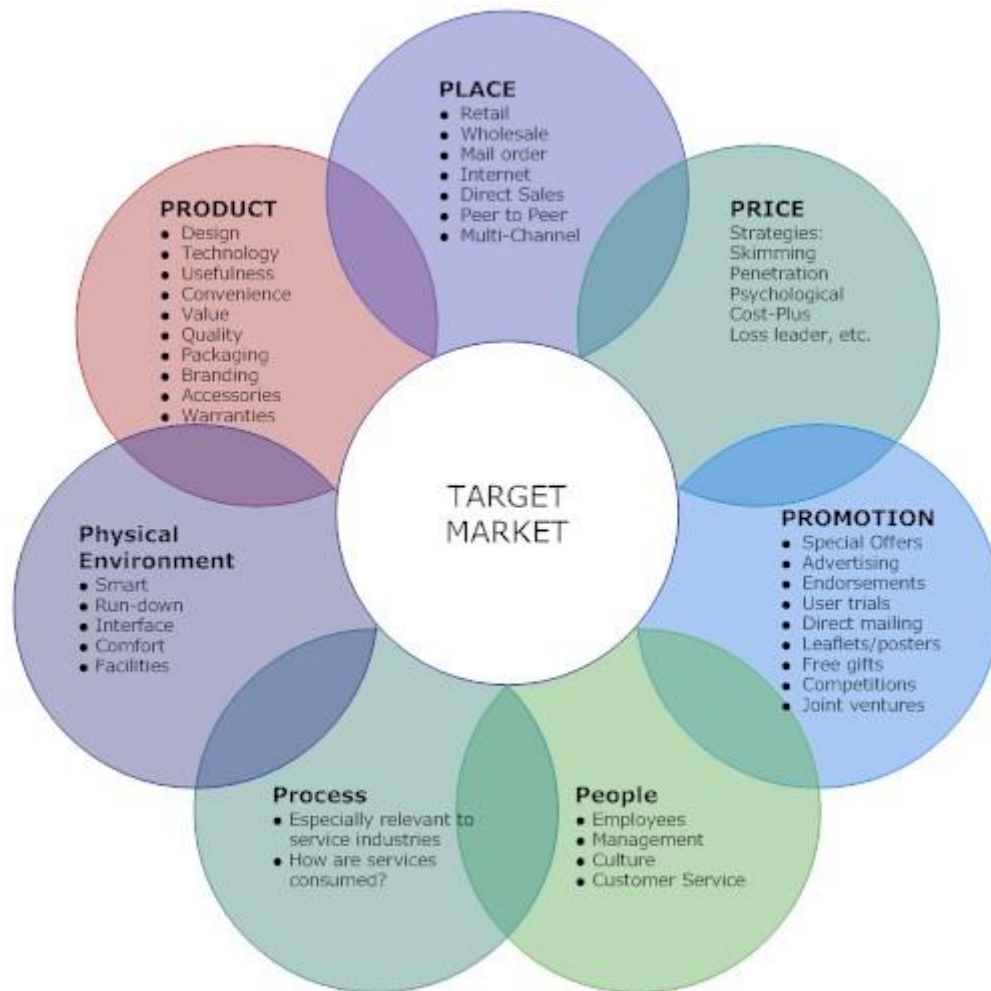 PLACE
● Retail
● Wholesale
● Mail order
● Internet
● Direct Sales
● Peer to Peer
● Multi-Channel
PRODUCT
● Design
● Technology
● Usefulness
● Convenience
● Value
● Quality
● Packaging
● Branding
● Accessories
● Warranties
PRICE
Strategies:
Skimming
Penetration
Psychological
Cost-Plus
Loss leader, etc.
TARGET
MARKET
Physical
Environment
● Smart
● Run-down
● Interface
● Comfort
● Facilities
PROMOTION
● Special Offers
● Advertising
● Endorsements
● User trials
● Direct mailing
● Leaflets/posters
● Free gifts
● Competitions
● Joint ventures
Process
● Especially relevant to
service industries
● How are services
consumed?
People
● Employees
● Management
● Culture
● Customer Service